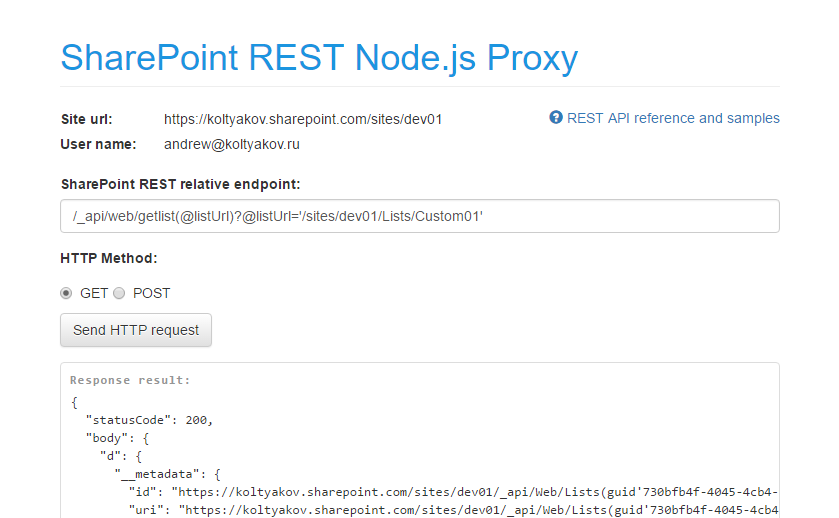 SharePoint REST Node.js Proxy
Site url: https://koltyakov.sharepoint.com/sites/dev01 REST API reference and samples
User name: andrew@koltyakov.ru
SharePoint REST relative endpoint:
/_api/web/getlist(@listUrl)?@listUrl='/sites/dev01/Lists/Custom01'
HTTP Method:
GET POST
Send HTTP request
Response result:
{
"statusCode": 200,
"body": {
"d": {
"__metadata": {
"id": "https://koltyakov.sharepoint.com/sites/dev01/_api/Web/Lists(guid'730bfb4f-4045-4cb4-
"uri": "https://koltyakov.sharepoint.com/sites/dev01/_api/Web/Lists(guid'730bfb4f-4045-4cb4